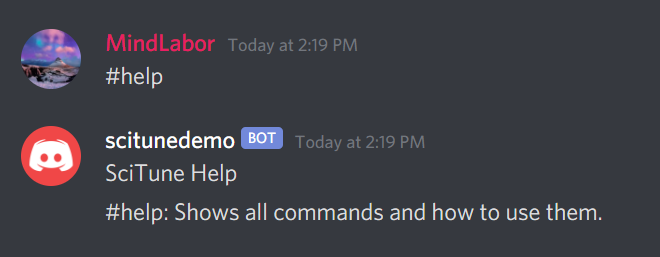 MindLabor Today at 2:19 PM
#help
scitunedemo BOT Today at 2:19 PM
SciTune Help
#help: Shows all commands and how to use them.